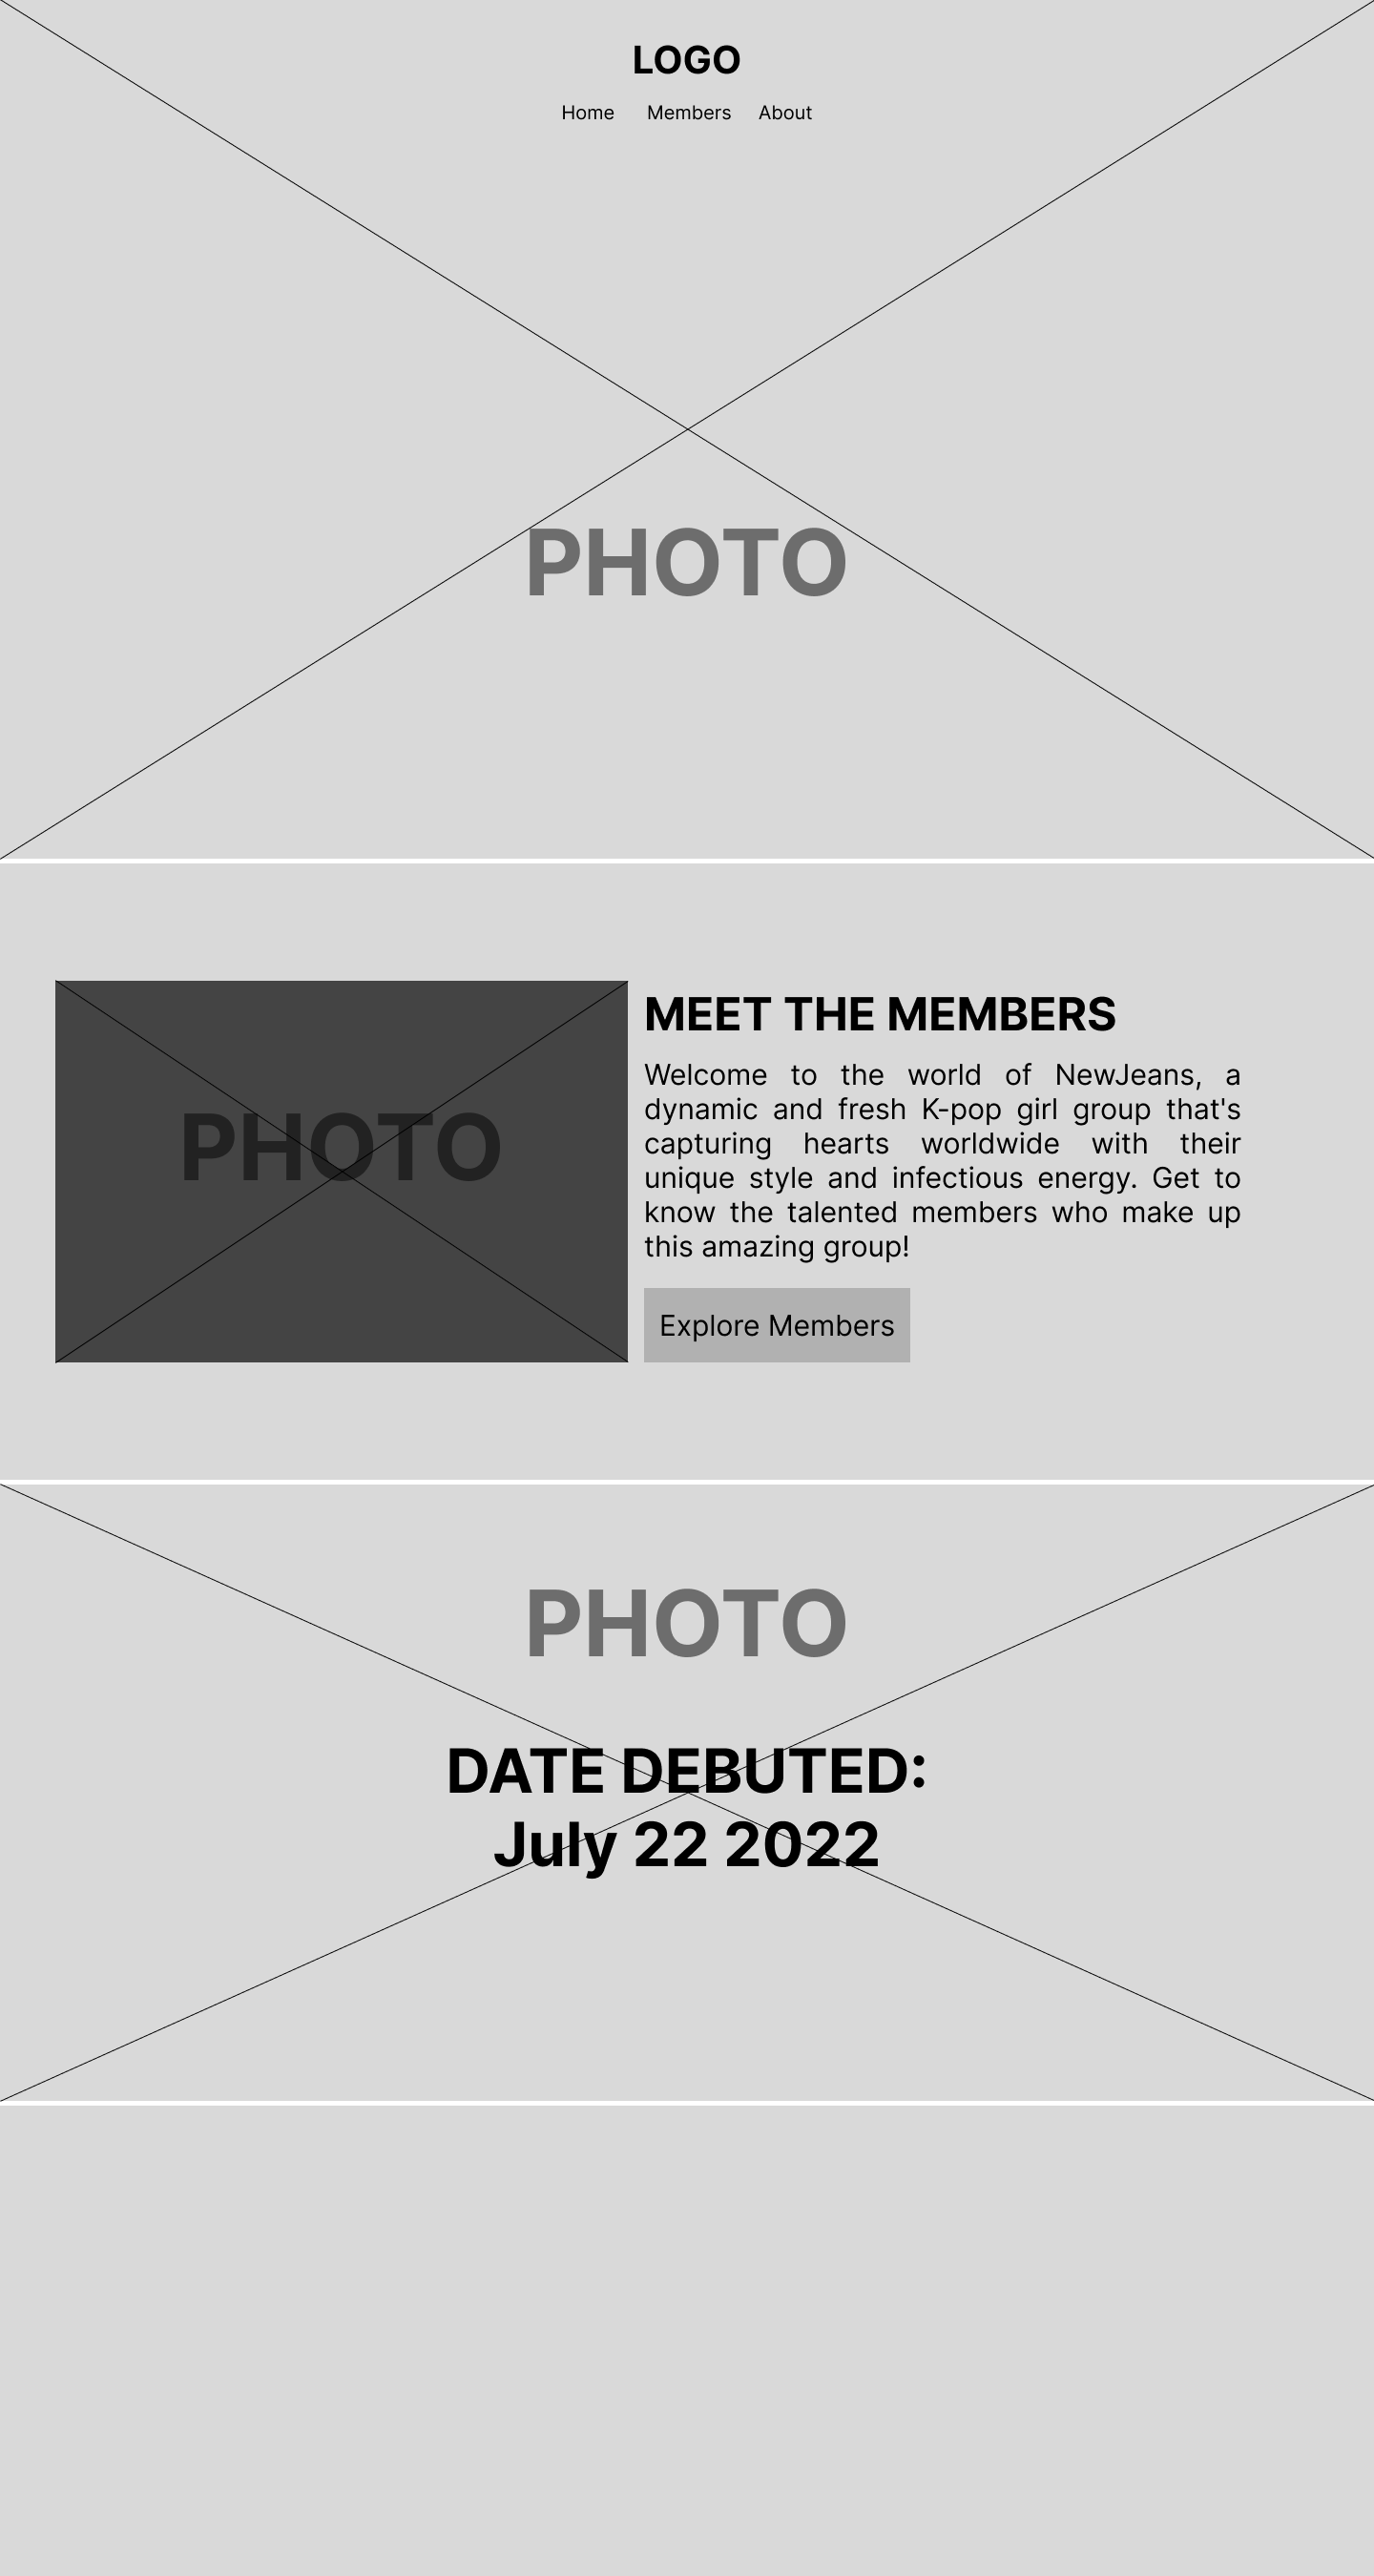 LOGO
Home Members About
PHOTO
PHOTO
MEET THE MEMBERS
Welcome to the world of NewJeans, a
dynamic and fresh K-pop girl group that's
capturing hearts worldwide with their
unique style and infectious energy. Get to
know the talented members who make up
this amazing group!
Explore Members
PHOTO
DATE DEBUTED:
July 22 2022